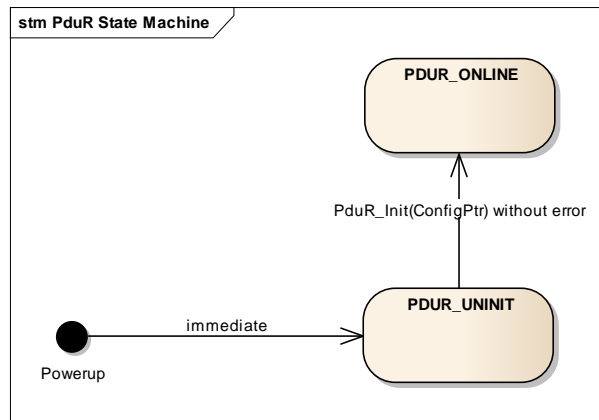 stm PduR State Machine
PDUR_ONLINE
PduR_Init(ConfigPtr) without error
PDUR_UNINIT
immediate
Powerup